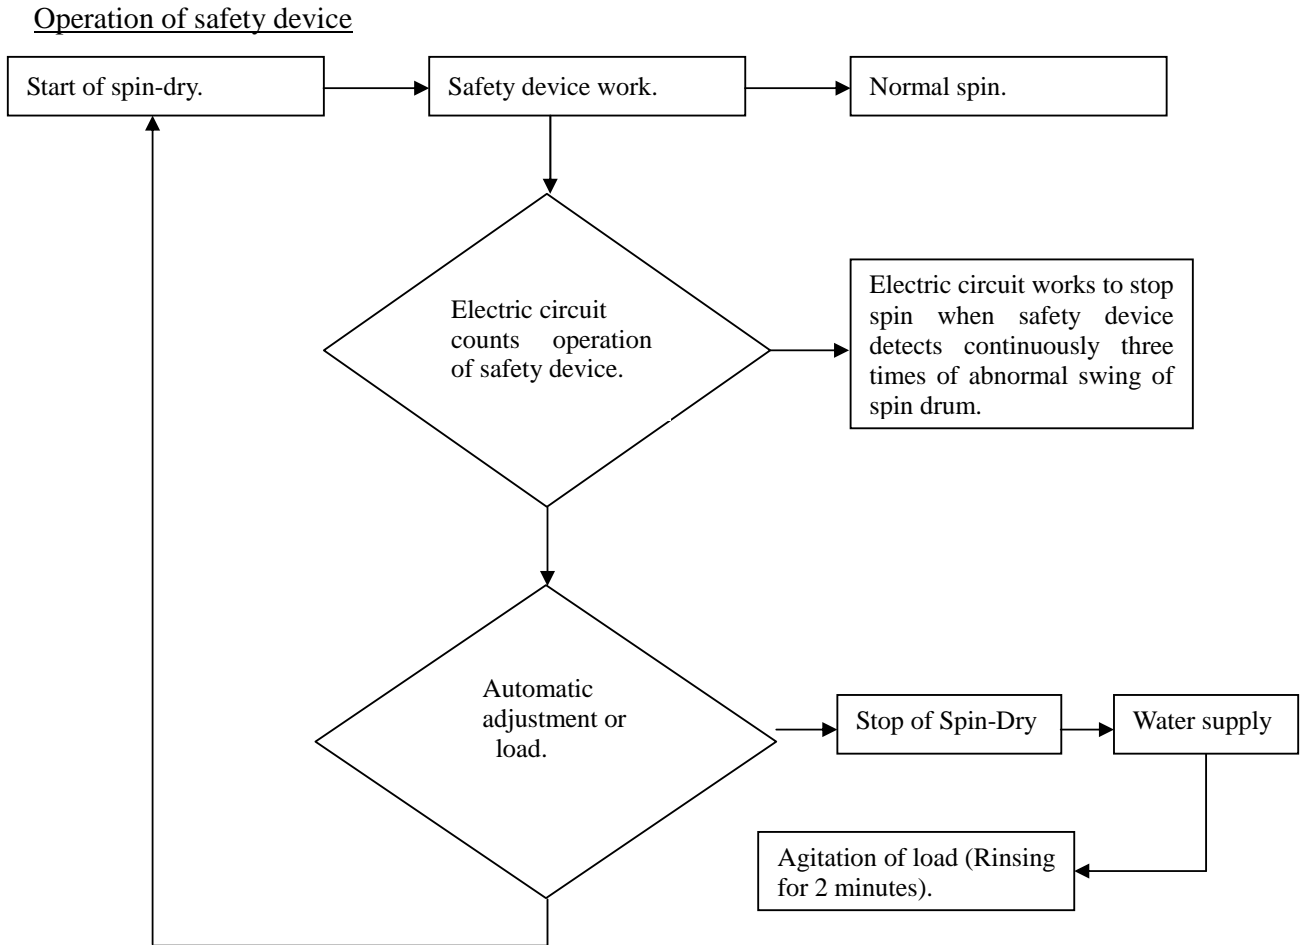 Operation of safety device
Start of spin-dry.
Safety device work.
Normal spin.
Electric circuit
counts operation
of safety device.
Electric circuit works to stop
spin when safety device
detects continuously three
times of abnormal swing of
spin drum.
Automatic
adjustment or
load.
Stop of Spin-Dry
Water supply
Agitation of load (Rinsing
for 2 minutes).